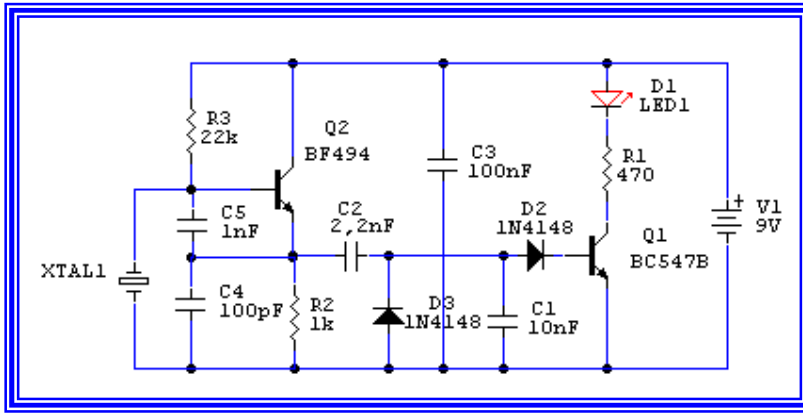 R3
22k
Q2
BF494
C3
100nF
D1
LED1
R1
470
V1
9V
C5
1nF
C2
2,2nF
D2
1N4148
Q1
BC547B
XTAL1
C4
100pF
R2
1k
D3
1N4148
C1
10nF
+